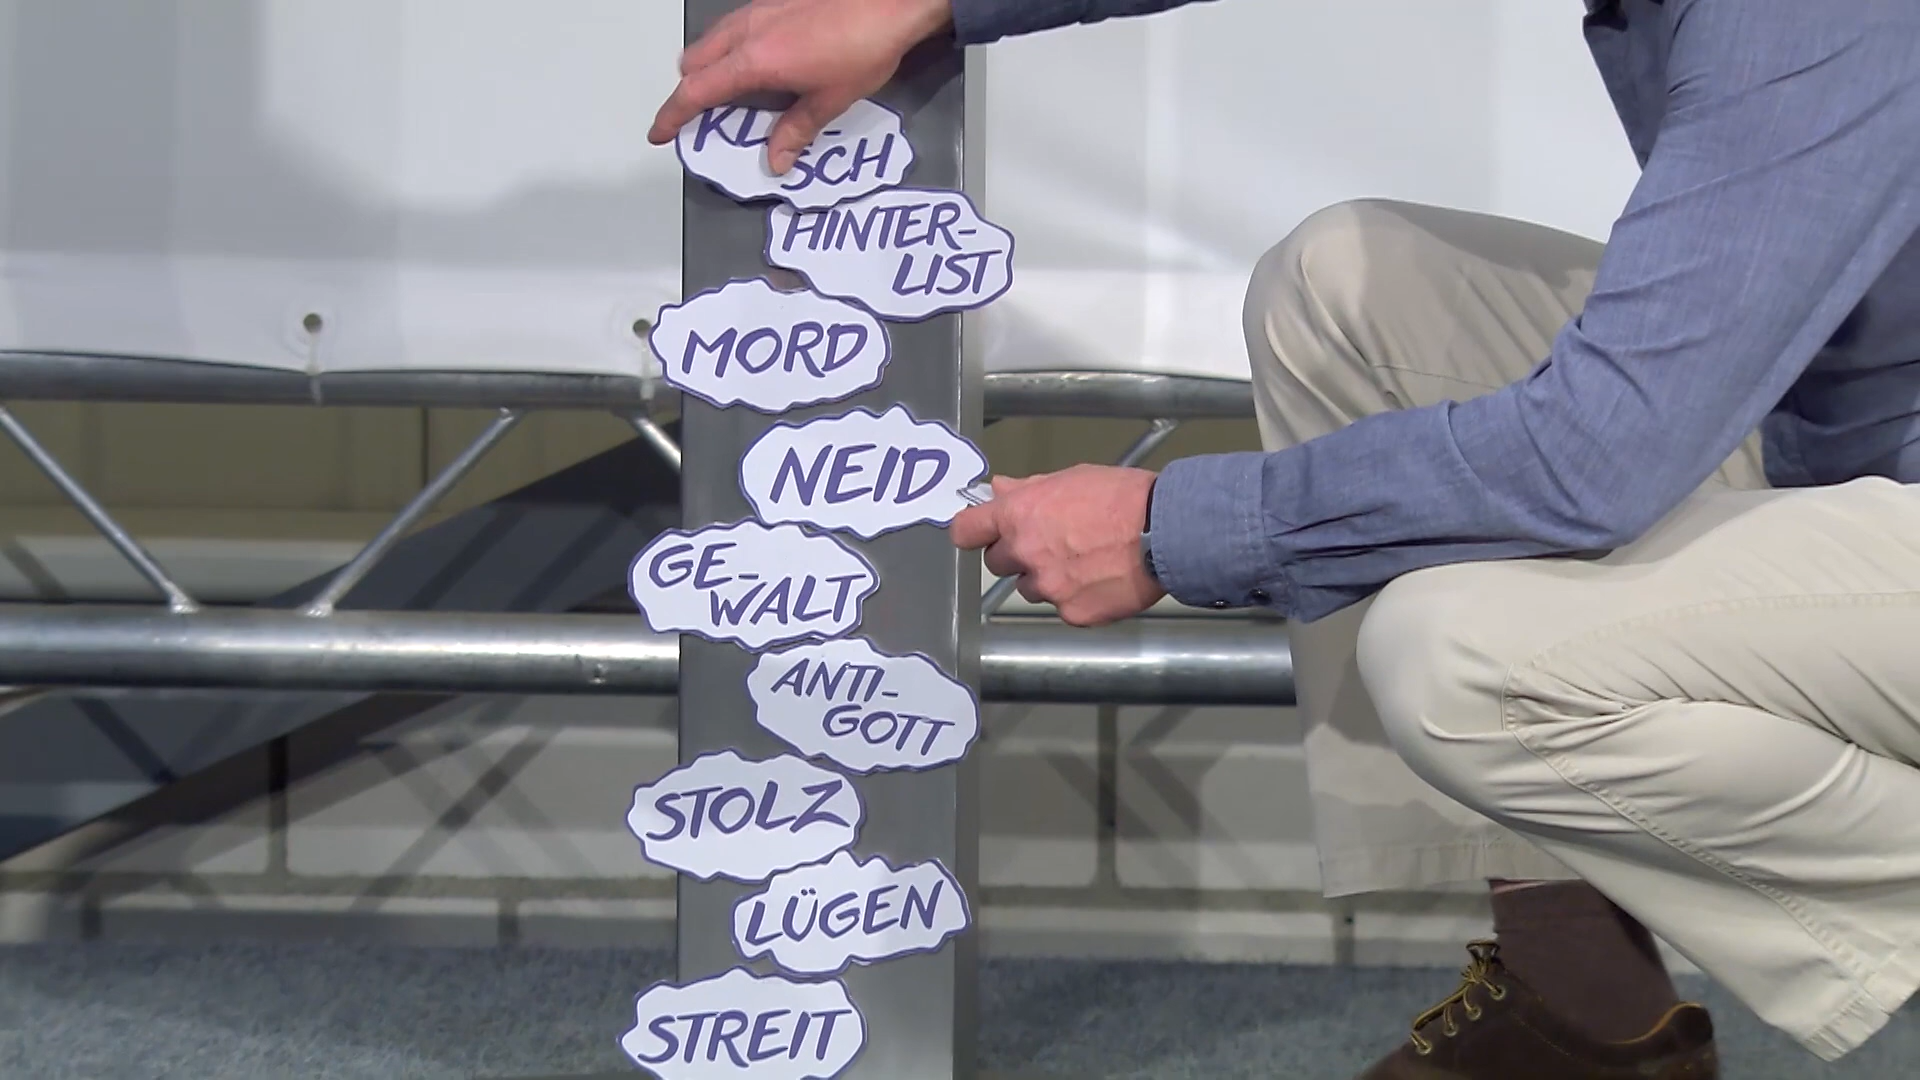 SCH
HINTER-
LIST
MORD
NEID
GE-
WALT
ANTI-
GOTT
STOLZ
LÜGEN
STREIT